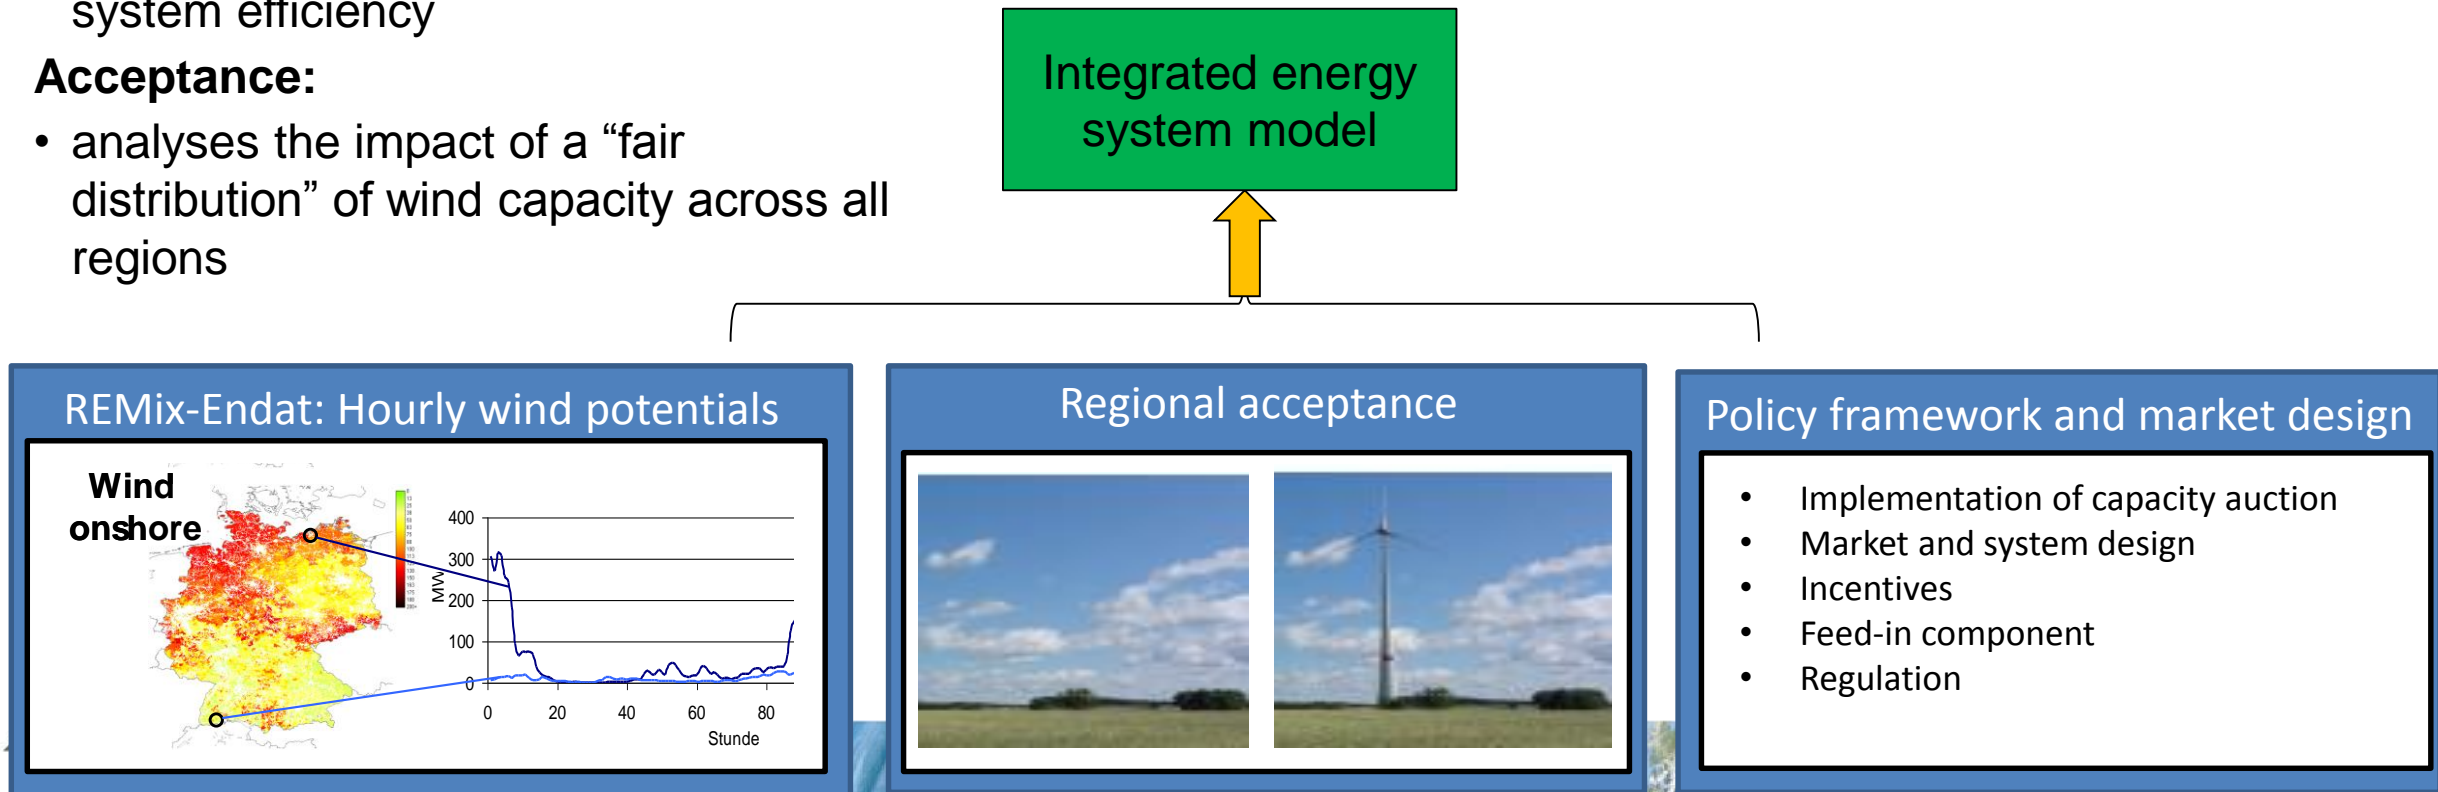 system efficiency
Acceptance:
• analyses the impact of a “fair
distribution” of wind capacity across all
regions
Integrated energy
system model
REMix-Endat: Hourly wind potentials
Wind
onshore
400
300
200
100
0
MW
0 20 40 60 80
Stunde
Regional acceptance
Policy framework and market design
• Implementation of capacity auction
• Market and system design
• Incentives
• Feed-in component
• Regulation